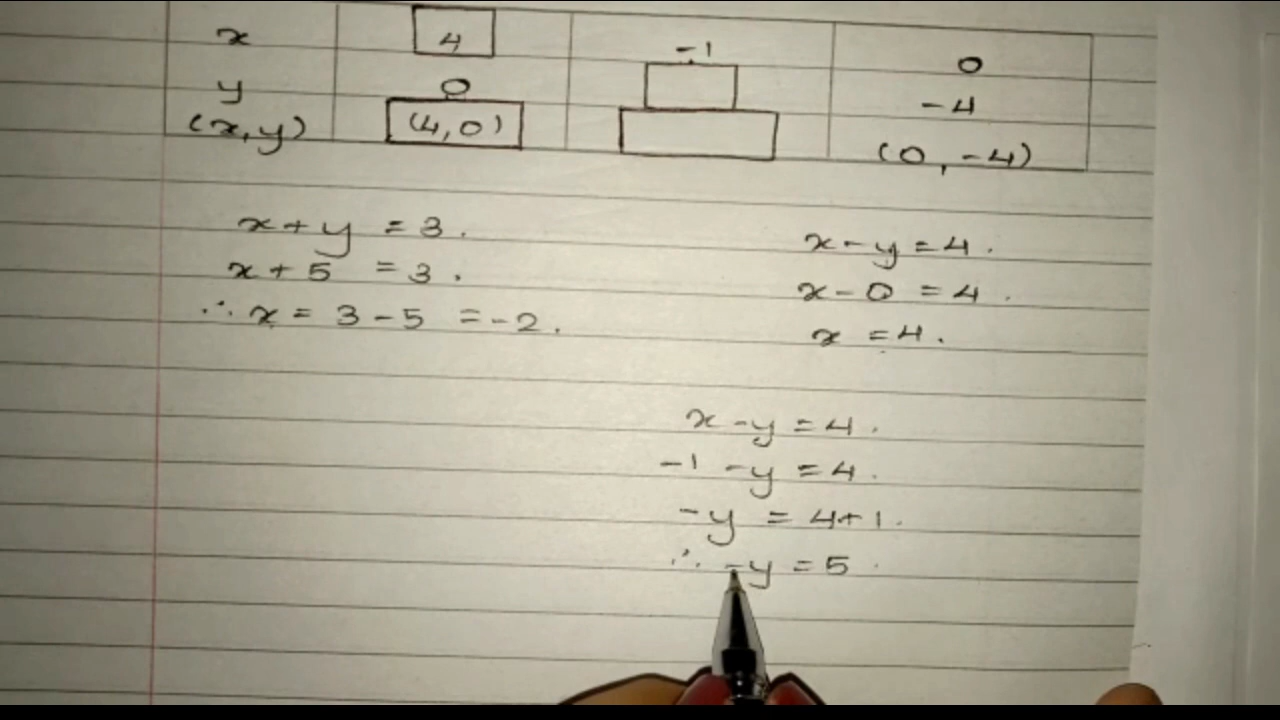 x 4 -1 0
y 0 -4
(x,y) (4,0) (0,-4)
x + y = 3.
x + 5 = 3.
∴ x = 3 - 5 = -2.
x - y = 4.
x - 0 = 4.
x = 4.
x - y = 4.
-1 - y = 4.
-y = 4+1.
∴ -y = 5.